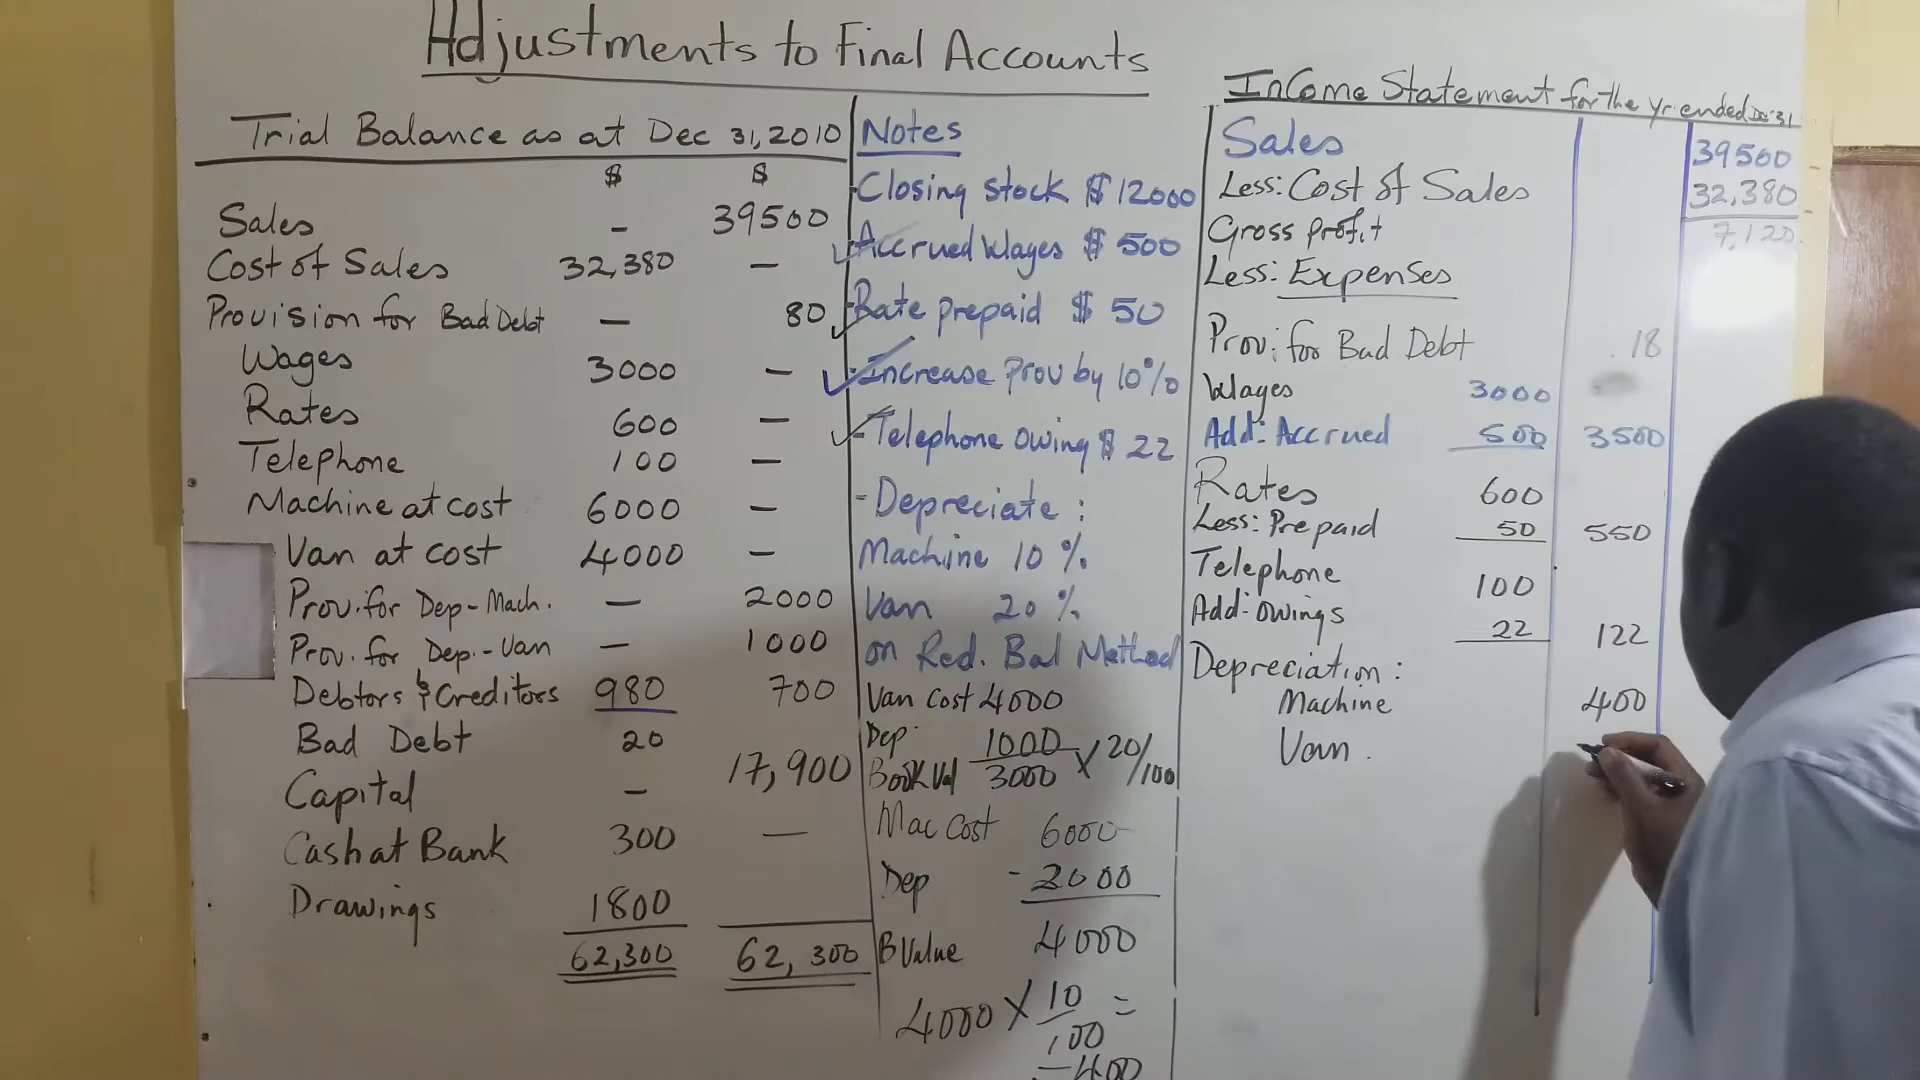 Adjustments to Final Accounts
Trial Balance as at Dec 31, 2010
$ $
Sales - 39500
Cost of Sales 32,380 -
Provision for Bad Debt - 80
Wages 3000 -
Rates 600 -
Telephone 100 -
Machine at cost 6000 -
Van at cost 4000 -
Prov. for Dep-Mach. - 2000
Prov. for Dep.-Van - 1000
Debtors & Creditors 980 700
Bad Debt 20
Capital - 17,900
Cash at Bank 300 -
Drawings 1800
62,300 62,300
Notes
-Closing stock $ 12000
-Accrued Wages $ 500
-Rate prepaid $ 50
-Increase prov by 10%
-Telephone owing $ 22
-Depreciate :
Machine 10 %
Van 20 %
on Red. Bal Method
Van Cost 4000
Dep. 1000
Book Val 3000 X 20/100
Mac Cost 6000
Dep - 2000
B Value 4000
4000 X 10/100 =
=400
Income Statement for the yr ended Dec 31
Sales 39500
Less: Cost of Sales 32,380
Gross profit 7,120
Less: Expenses
Prov: for Bad Debt 18
Wages 3000
Add: Accrued 500 3500
Rates 600
Less: Prepaid 50 550
Telephone 100
Add: Owings 22 122
Depreciation :
Machine 400
Van .